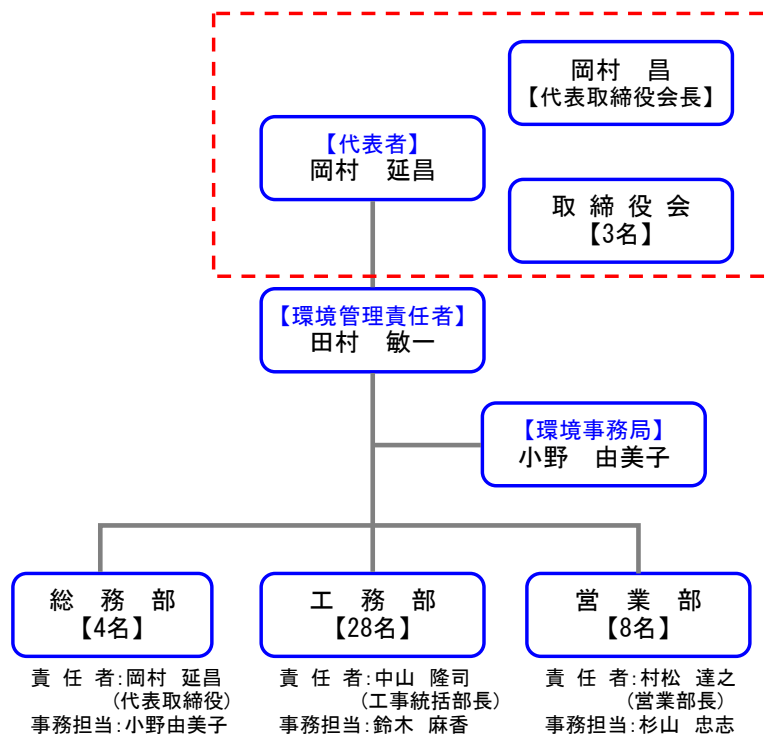 岡村　昌
【代表取締役会長】
【代表者】
岡村　延昌
取 締 役 会
【3名】
【環境管理責任者】
田村　敏一
【環境事務局】
小野　由美子
総　務　部
【4名】
工　務　部
【28名】
営　業　部
【8名】
責 任 者:岡村 延昌
(代表取締役)
事務担当:小野由美子
責 任 者:中山 隆司
(工事統括部長)
事務担当:鈴木 麻香
責 任 者:村松 達之
(営業部長)
事務担当:杉山 忠志